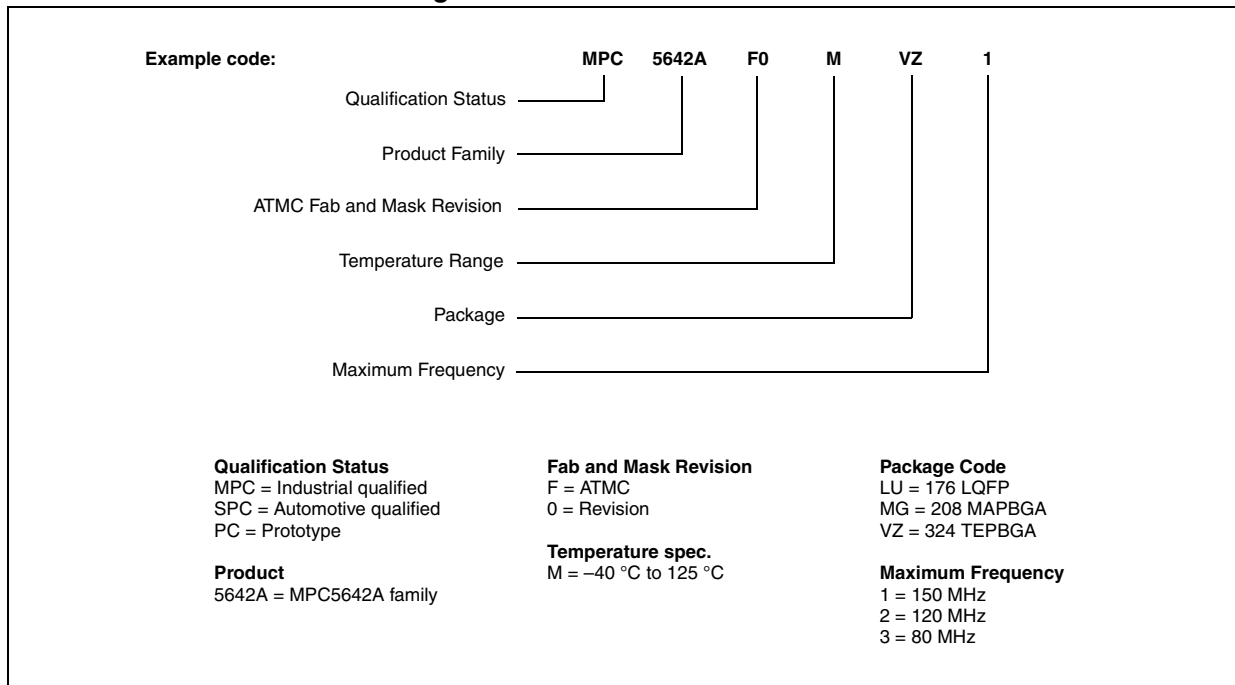 Example code: MPC 5642A F0 M VZ 1
Qualification Status
Product Family
ATMC Fab and Mask Revision
Temperature Range
Package
Maximum Frequency
Qualification Status
MPC = Industrial qualified
SPC = Automotive qualified
PC = Prototype
Product
5642A = MPC5642A family
Fab and Mask Revision
F = ATMC
0 = Revision
Temperature spec.
M = –40 °C to 125 °C
Package Code
LU = 176 LQFP
MG = 208 MAPBGA
VZ = 324 TEPBGA
Maximum Frequency
1 = 150 MHz
2 = 120 MHz
3 = 80 MHz